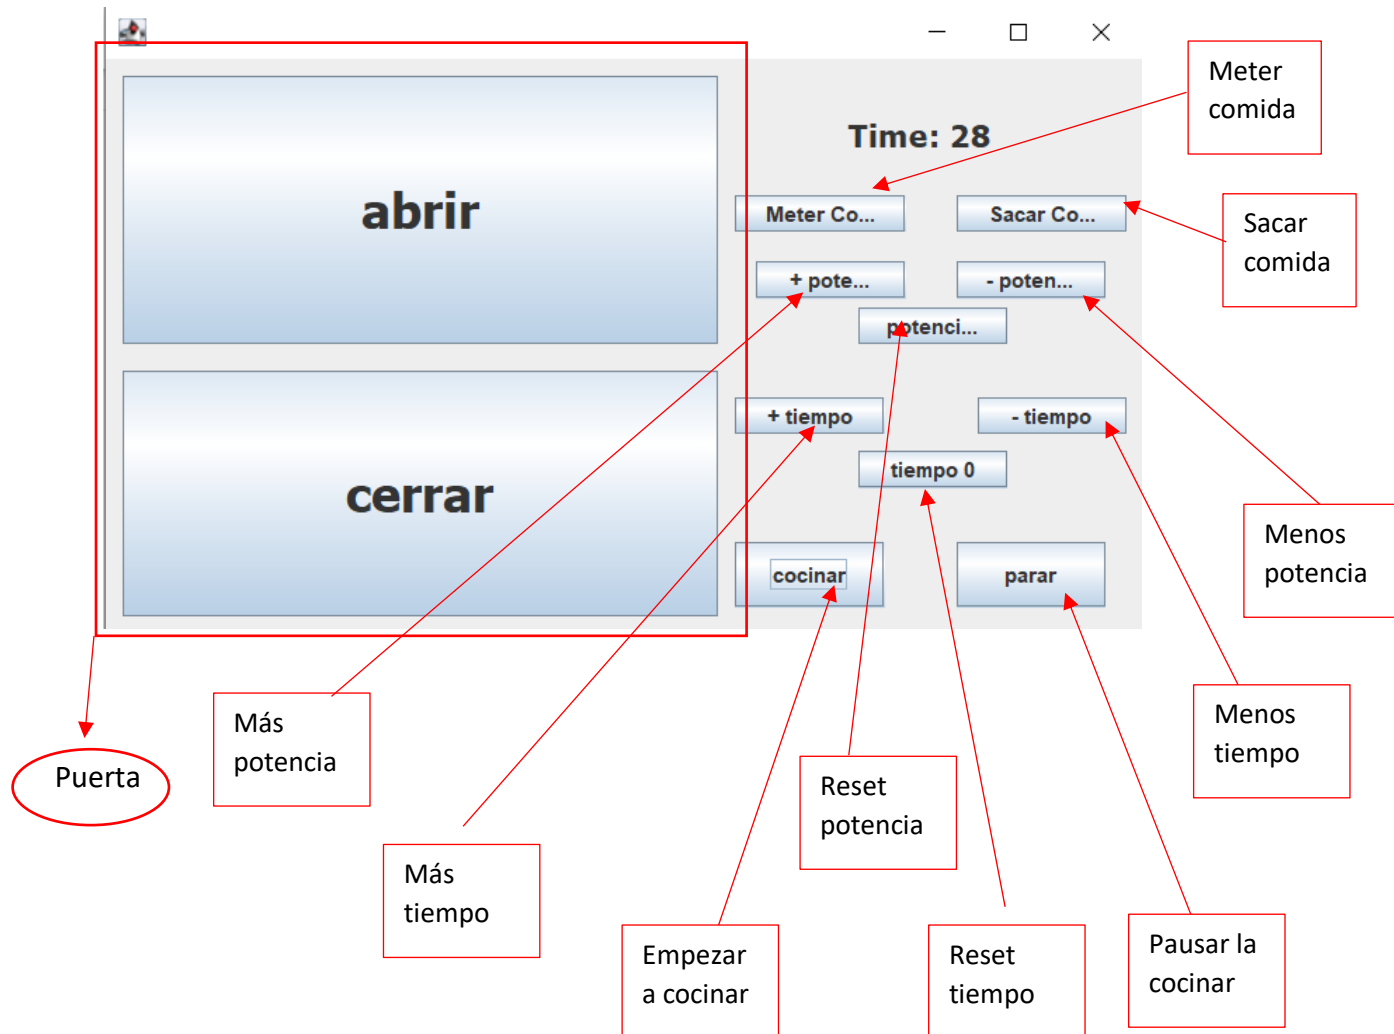 Meter
comida
Time: 28
abrir
Meter Co...
Sacar Co...
Sacar
comida
+ pote...
- poten...
potenci...
+ tiempo
- tiempo
tiempo 0
cerrar
cocinar
parar
Menos
potencia
Más
potencia
Menos
tiempo
Puerta
Reset
potencia
Más
tiempo
Empezar
a cocinar
Reset
tiempo
Pausar la
cocinar